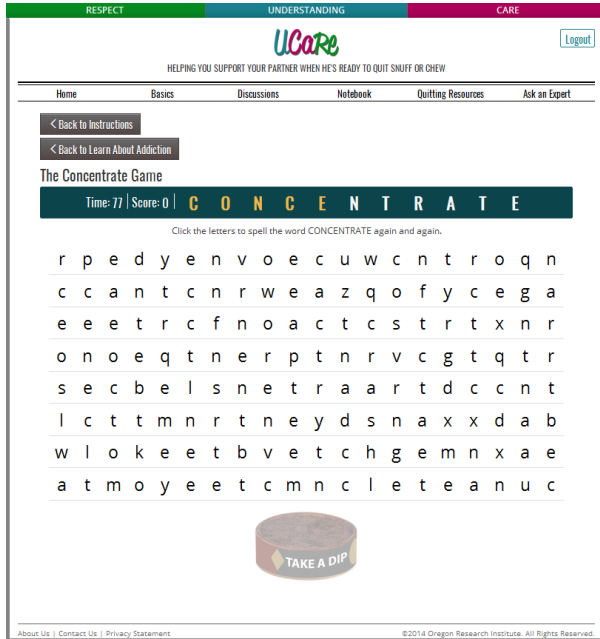 RESPECT UNDERSTANDING CARE
UCaRe
Logout
HELPING YOU SUPPORT YOUR PARTNER WHEN HE'S READY TO QUIT SNUFF OR CHEW
Home Basics Discussions Notebook Quitting Resources Ask an Expert
< Back to Instructions
< Back to Learn About Addiction
The Concentrate Game
Time: 77 | Score: 0 | C O N C E N T R A T E
Click the letters to spell the word CONCENTRATE again and again.
r p e d y e n v o e c u w c n t r o q n
c c a n t c n r w e a z q o f y c e g a
e e e t r c f n o a c t c s t r t x n r
o n o e q t n e r p t n r v c g t q t r
s e c b e l s n e t r a a r t d c c n t
l c t t m n r t n e y d s n a x x d a b
w l o k e e t b v e t c h g e m n x a e
a t m o y e e t c m n c l e t e a n u c
TAKE A DIP
About Us | Contact Us | Privacy Statement ©2014 Oregon Research Institute. All Rights Reserved.